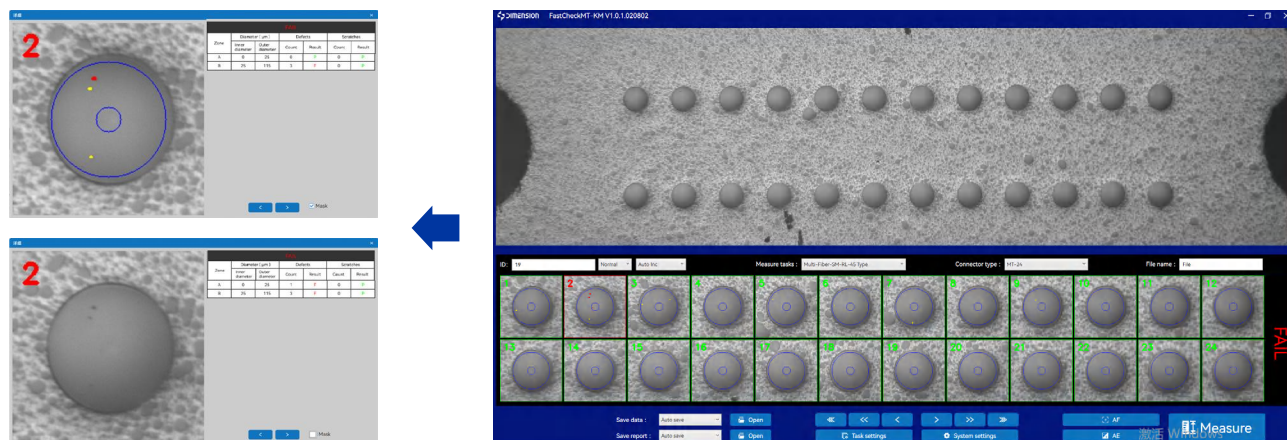 2
Zone Diameter ( μm ) Defects Scratches
Inner diameter Outer diameter Count Result Count Result
A 0 25 0 P 0 P
B 25 115 3 F 0 P
< >
Mask
2
Zone Diameter ( μm ) Defects Scratches
Inner diameter Outer diameter Count Result Count Result
A 0 25 F 0 P
B 25 115 3 F 0 P
< >
Mask
DIMENSION FastCheckMT-KM V1.0.1.020802
ID: 19 Normal Auto Inc Measure tasks : Multi-Fiber-SM-RL-45 Type Connector type : MT-24 File name : File
1 2 3 4 5 6 7 8 9 10 11 12
13 14 15 16 17 18 19 20 21 22 23 24
FAIL
Save data : Auto save Open AF
Save report : Auto save Open Task settings System settings AE Measure
激活 Windows